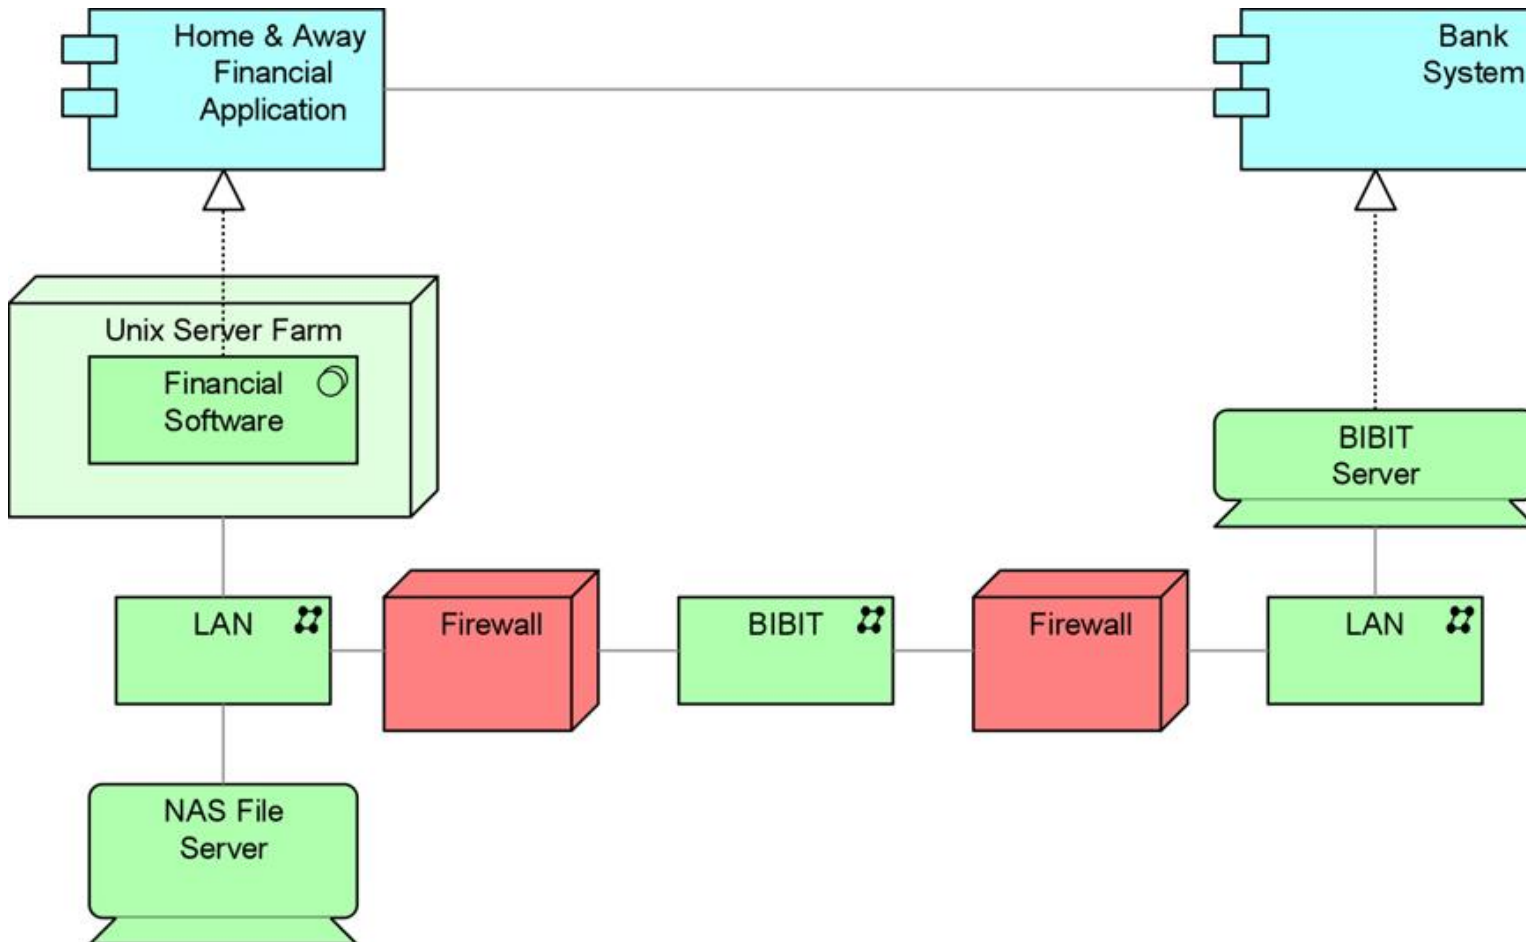 Home & Away
Financial
Application
Bank
System
Unix Server Farm
Financial
Software
BIBIT
Server
LAN
Firewall
BIBIT
Firewall
LAN
NAS File
Server